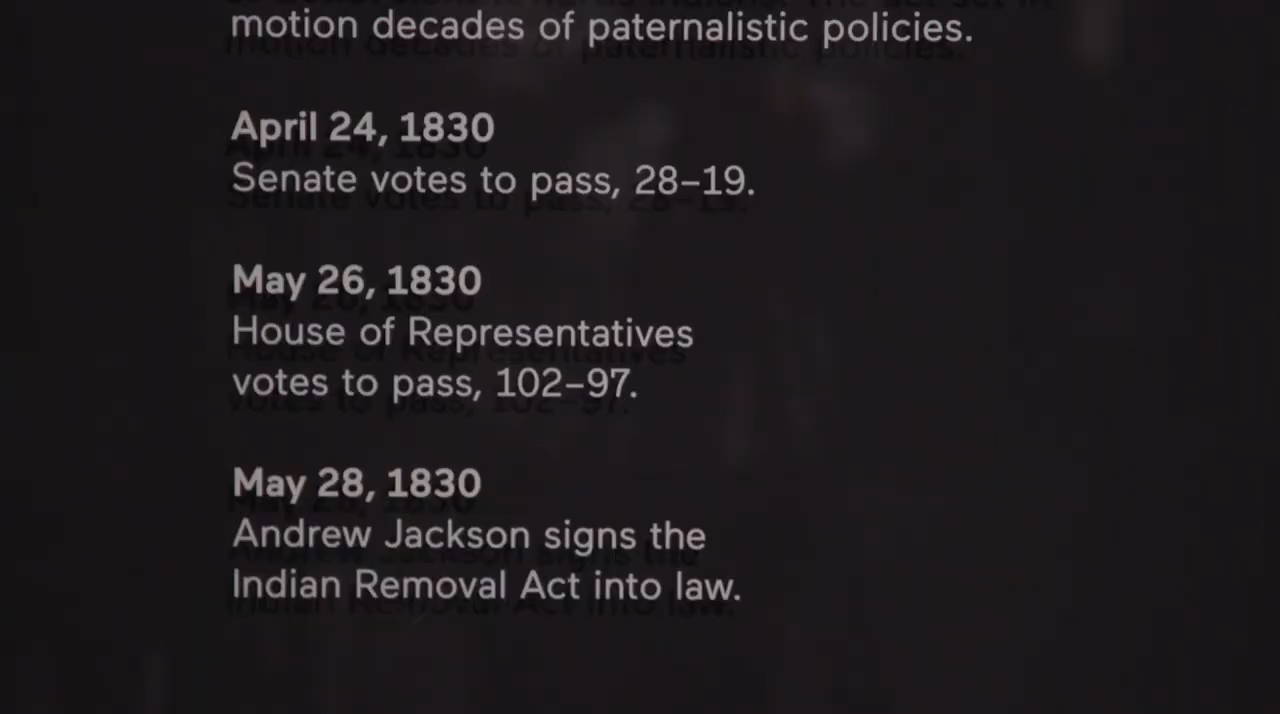 motion decades of paternalistic policies.
April 24, 1830
Senate votes to pass, 28–19.
May 26, 1830
House of Representatives
votes to pass, 102–97.
May 28, 1830
Andrew Jackson signs the
Indian Removal Act into law.